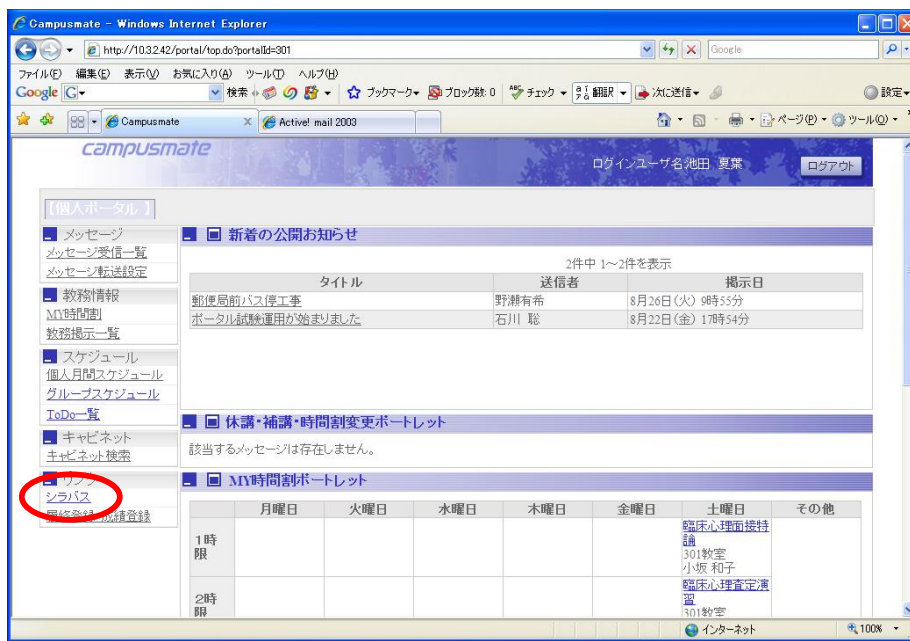 Campusmate - Windows Internet Explorer
http://10.3.2.42/portal/top.do?portalId=301
Google
ファイル(F) 編集(E) 表示(V) お気に入り(A) ツール(T) ヘルプ(H)
Google G 検索 ブックマーク ブロック数: 0 チェック 翻訳 次に送信 設定
Campusmate Active! mail 2003 ページ(P) ツール(O)
campusmate
ログインユーザ名池田 夏葉 ログアウト
【個人ポータル】
メッセージ
メッセージ受信一覧
メッセージ転送設定
教務情報
MY時間割
教務掲示一覧
スケジュール
個人月間スケジュール
グループスケジュール
ToDo一覧
キャビネット
キャビネット検索
リンク
シラバス
履修登録・成績登録
新着の公開お知らせ
2件中 1～2件を表示
タイトル 送信者 掲示日
郵便局前バス停工事 野瀬有希 8月26日(火) 9時55分
ポータル試験運用が始まりました 石川 聡 8月22日(金) 17時54分
休講・補講・時間割変更ポートレット
該当するメッセージは存在しません。
MY時間割ポートレット
月曜日 火曜日 水曜日 木曜日 金曜日 土曜日 その他
1時限
臨床心理面接特論
301教室
小坂 和子
2時限
臨床心理査定演習
301教室
インターネット 100%